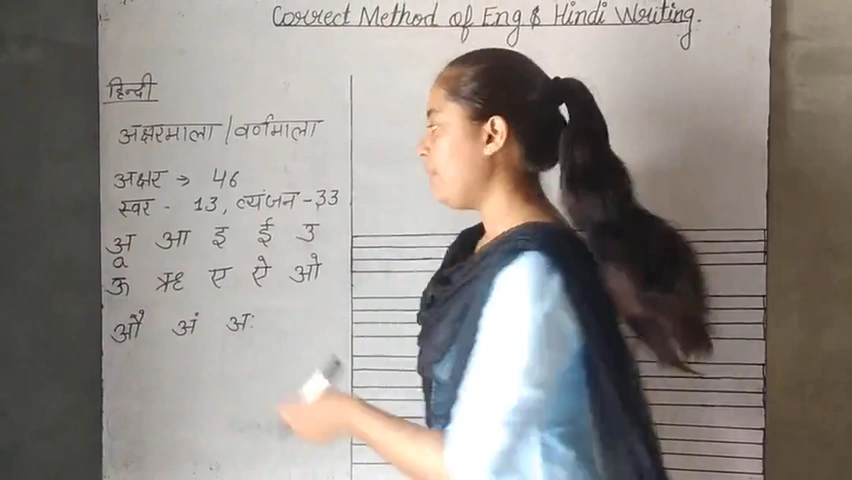 Correct Method of Eng & Hindi Writing.
हिन्दी
अक्षरमाला / वर्णमाला
अक्षर → 46
स्वर - 13, व्यंजन - 33
अ आ इ ई उ
a
ऊ ऋ ए ऐ ओ
औ अं अः